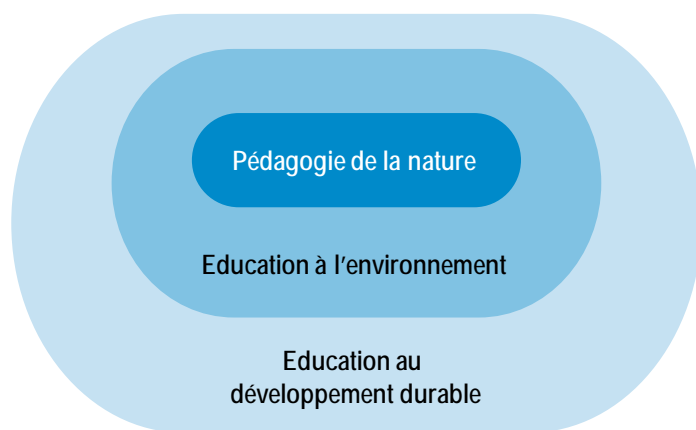 Pédagogie de la nature
Education à l'environnement
Education au
développement durable